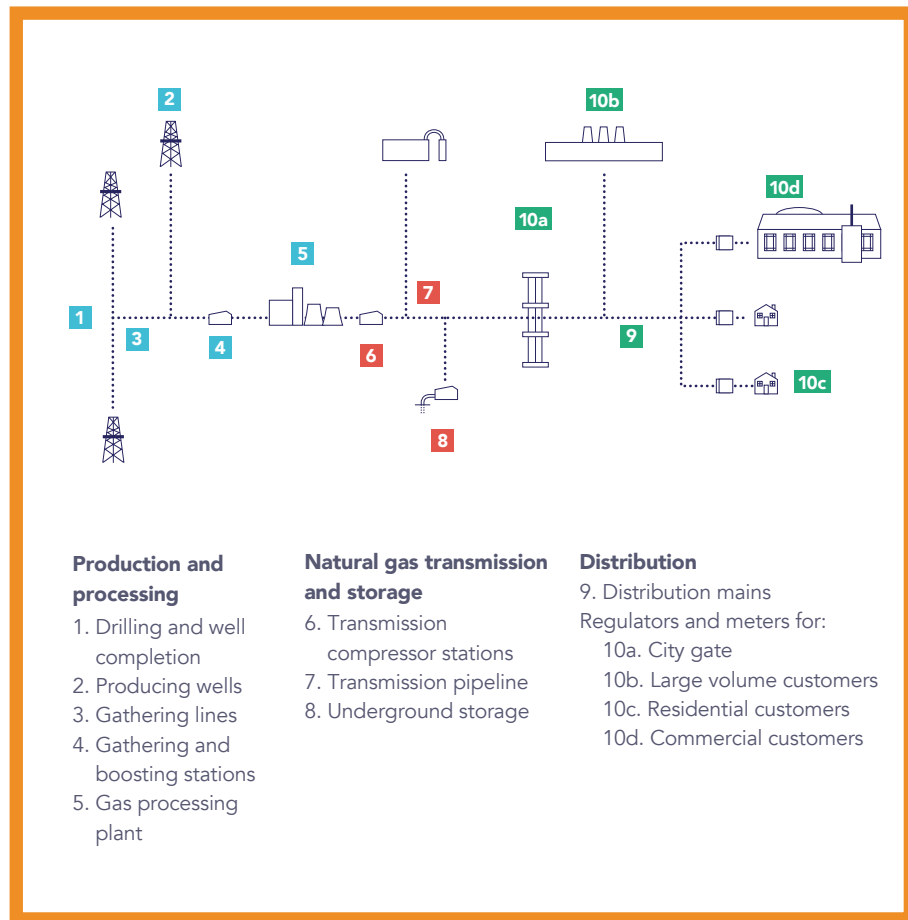 2
10b
10d
10a
5
7
1
3
4
6
9
10c
8
Production and
processing
1. Drilling and well
completion
2. Producing wells
3. Gathering lines
4. Gathering and
boosting stations
5. Gas processing
plant
Natural gas transmission
and storage
6. Transmission
compressor stations
7. Transmission pipeline
8. Underground storage
Distribution
9. Distribution mains
Regulators and meters for:
10a. City gate
10b. Large volume customers
10c. Residential customers
10d. Commercial customers